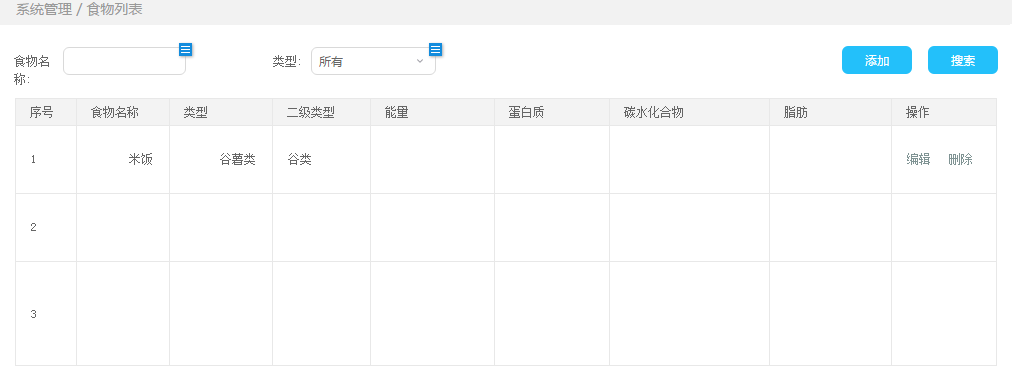 系统管理 / 食物列表
食物名称： 类型： 所有 添加 搜索
序号 食物名称 类型 二级类型 能量 蛋白质 碳水化合物 脂肪 操作
1 米饭 谷薯类 谷类 编辑 删除
2
3